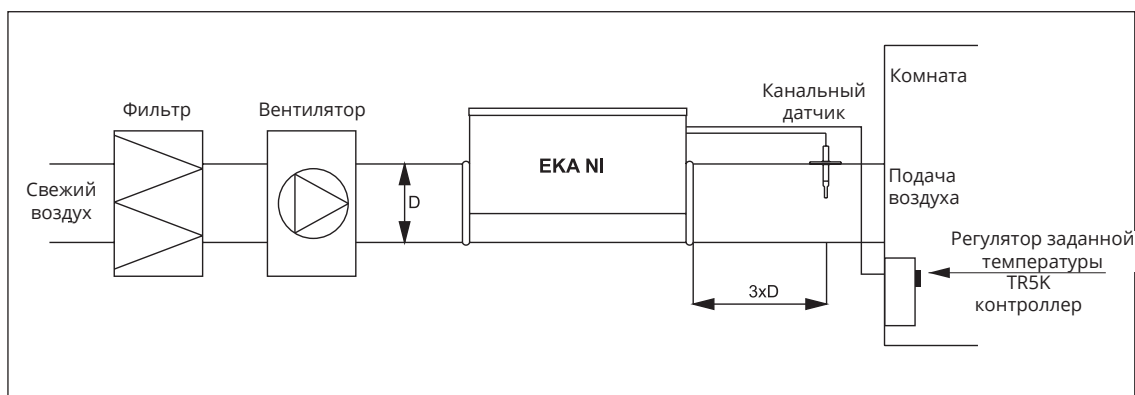 Комната
Канальный
датчик
Фильтр
Вентилятор
EKA NI
Свежий
воздух
D
Подача
воздуха
Регулятор заданной
температуры
TR5K
контроллер
3xD